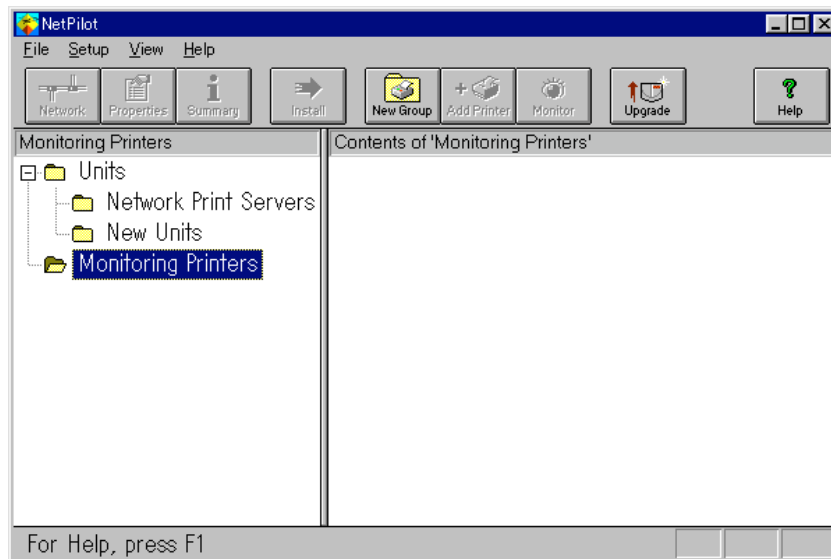 NetPilot
File Setup View Help
Network Properties Summary Install New Group Add Printer Monitor Upgrade Help
Monitoring Printers Contents of 'Monitoring Printers'
Units
Network Print Servers
New Units
Monitoring Printers
For Help, press F1